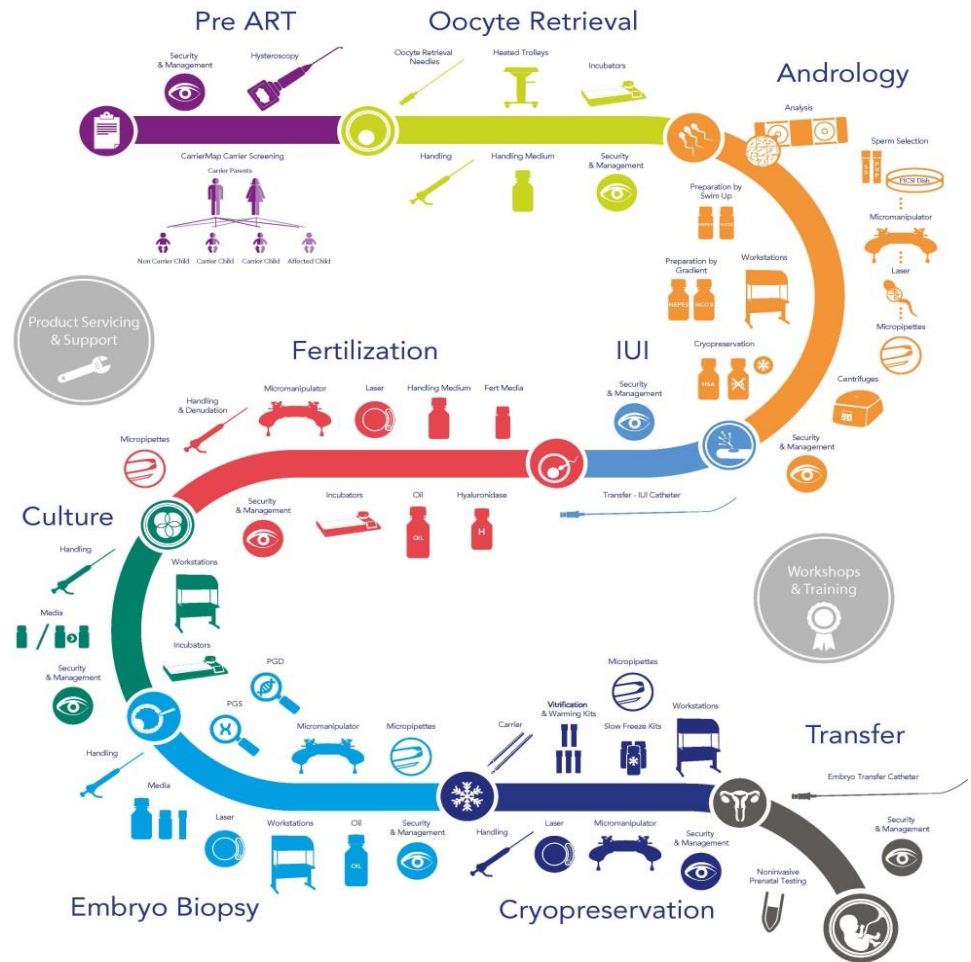 Pre ART
Oocyte Retrieval
Andrology
Security
& Management
Hysteroscopy
CarrierMap Carrier Screening
Carrier Parents
Non Carrier Child
Carrier Child
Carrier Child
Affected Child
Oocyte Retrieval
Needles
Heated Trolleys
Incubators
Handling
Handling Medium
Security
& Management
Analysis
Sperm Selection
PICSI Dish
Micromanipulator
Laser
Micropipettes
Centrifuges
Preparation by
Swim Up
HEPES
Preparation by
Gradient
HEPES
Workstations
Cryopreservation
HSA
Security
& Management
Product Servicing
& Support
IUI
Security
& Management
Transfer - IUI Catheter
Fertilization
Micropipettes
Handling
& Denudation
Micromanipulator
Laser
Handling Medium
Fert Media
Security
& Management
Incubators
Oil
OIL
Hyaluronidase
H
Culture
Handling
Media
Security
& Management
Workstations
Incubators
Workshops
& Training
Embryo Biopsy
PGD
PGS
Micromanipulator
Micropipettes
Handling
Media
Laser
Workstations
Oil
OIL
Security
& Management
Cryopreservation
Carrier
Vitrification
& Warming Kits
Micropipettes
Slow Freeze Kits
Workstations
Handling
Laser
Micromanipulator
Security
& Management
Transfer
Embryo Transfer Catheter
Security
& Management
Noninvasive
Prenatal Testing